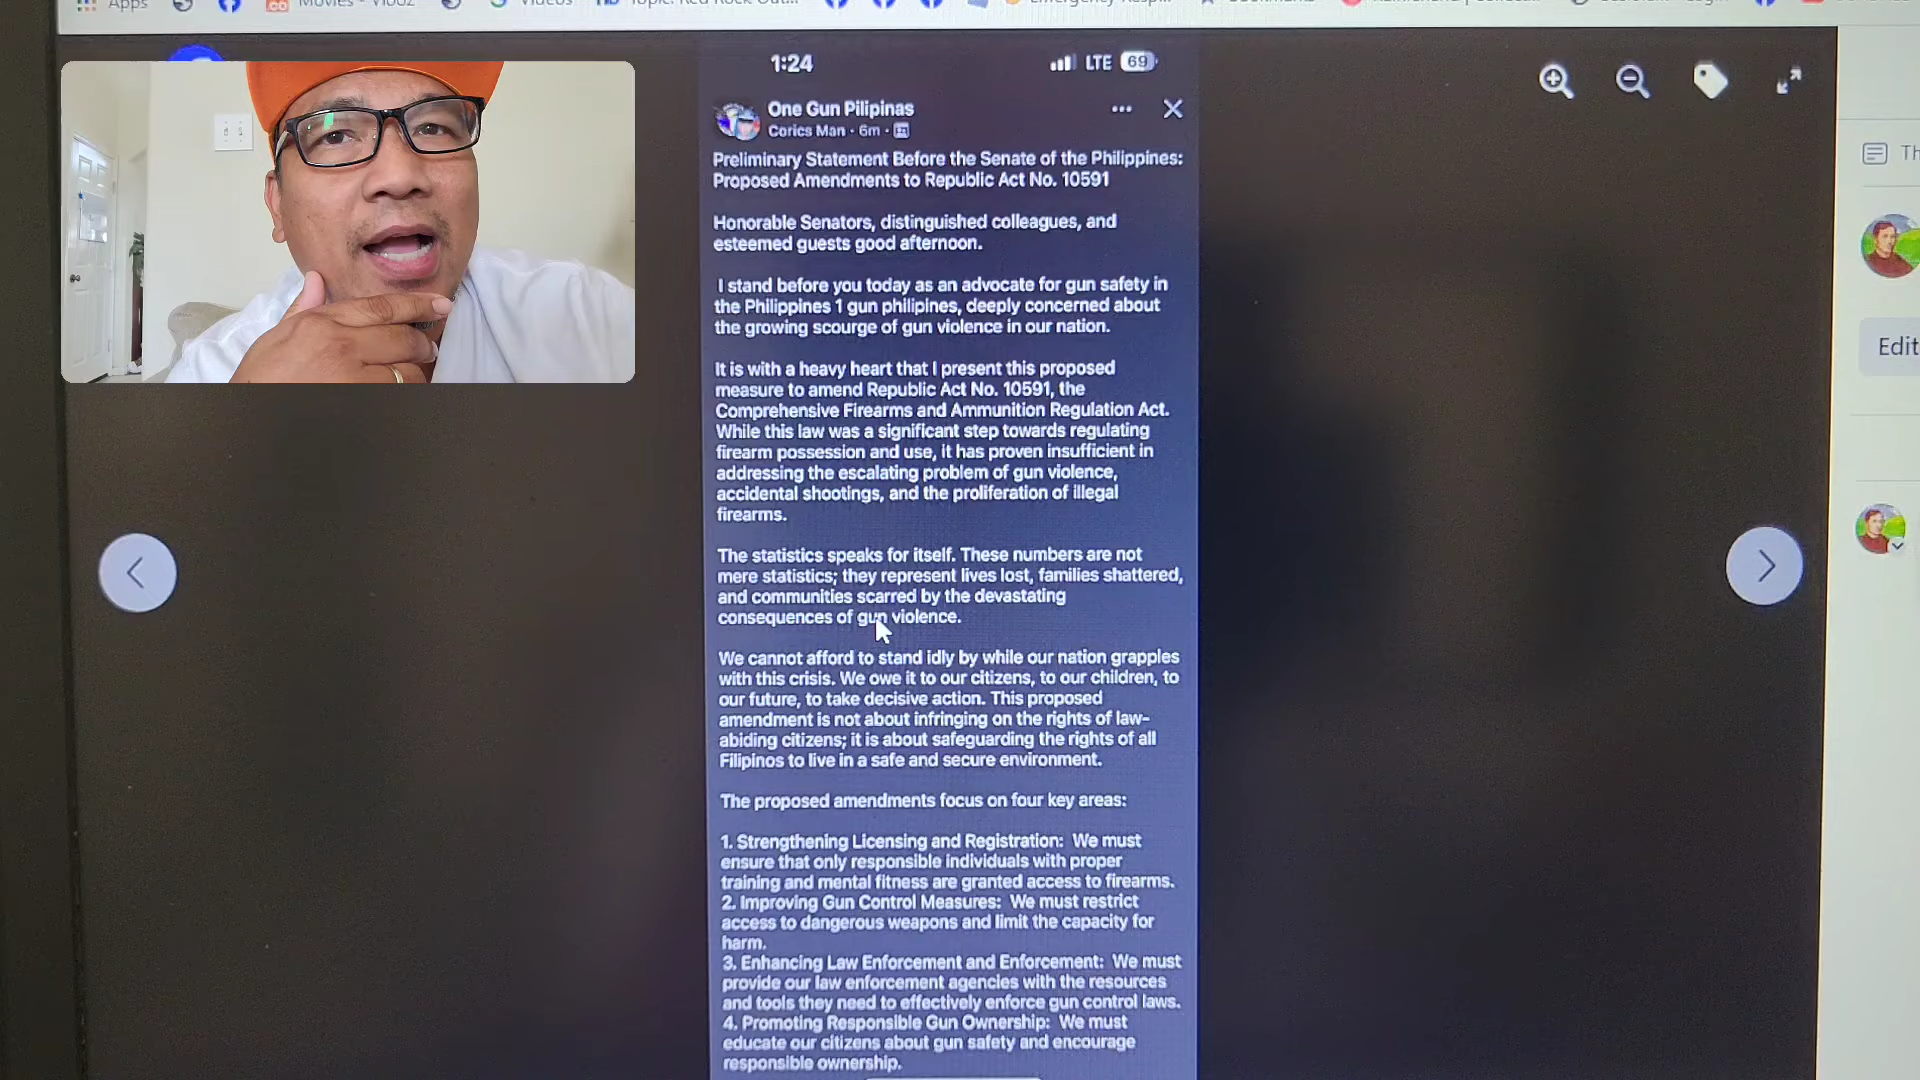 Apps
1:24
LTE
69
One Gun Pilipinas
Corics Man · 6m ·
Preliminary Statement Before the Senate of the Philippines:
Proposed Amendments to Republic Act No. 10591
Honorable Senators, distinguished colleagues, and
esteemed guests good afternoon.
I stand before you today as an advocate for gun safety in
the Philippines 1 gun philipines, deeply concerned about
the growing scourge of gun violence in our nation.
It is with a heavy heart that I present this proposed
measure to amend Republic Act No. 10591, the
Comprehensive Firearms and Ammunition Regulation Act.
While this law was a significant step towards regulating
firearm possession and use, it has proven insufficient in
addressing the escalating problem of gun violence,
accidental shootings, and the proliferation of illegal
firearms.
The statistics speaks for itself. These numbers are not
mere statistics; they represent lives lost, families shattered,
and communities scarred by the devastating
consequences of gun violence.
We cannot afford to stand idly by while our nation grapples
with this crisis. We owe it to our citizens, to our children, to
our future, to take decisive action. This proposed
amendment is not about infringing on the rights of law-
abiding citizens; it is about safeguarding the rights of all
Filipinos to live in a safe and secure environment.
The proposed amendments focus on four key areas:
1. Strengthening Licensing and Registration: We must
ensure that only responsible individuals with proper
training and mental fitness are granted access to firearms.
2. Improving Gun Control Measures: We must restrict
access to dangerous weapons and limit the capacity for
harm.
3. Enhancing Law Enforcement and Enforcement: We must
provide our law enforcement agencies with the resources
and tools they need to effectively enforce gun control laws.
4. Promoting Responsible Gun Ownership: We must
educate our citizens about gun safety and encourage
responsible ownership.
Th
Edit